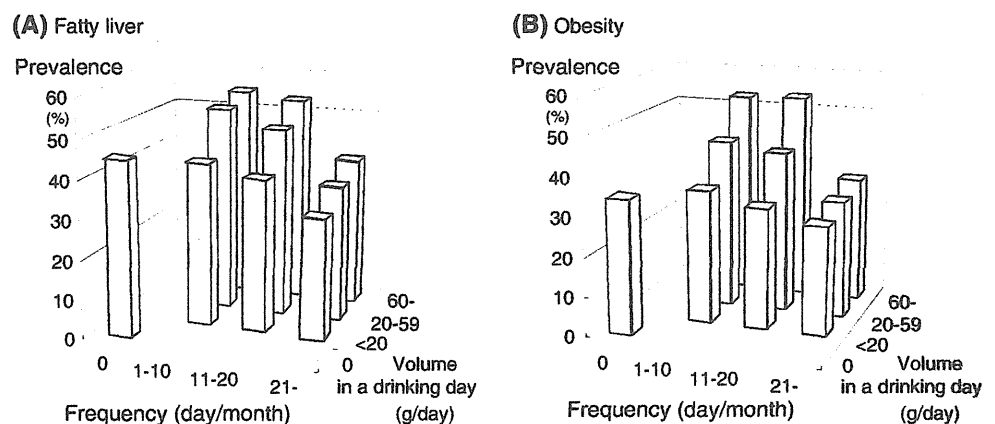 (A) Fatty liver
Prevalence
60
(%)
50
40
30
20
10
0
0
1-10
11-20
21-
Frequency (day/month)
60-
20-59
<20
0
Volume
in a drinking day
(g/day)
(B) Obesity
Prevalence
60
(%)
50
40
30
20
10
0
0
1-10
11-20
21-
Frequency (day/month)
60-
20-59
<20
0
Volume
in a drinking day
(g/day)